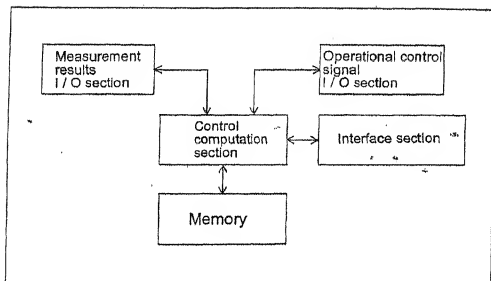 Measurement
results
I / O section
Operational control
signal
I / O section
Control
computation
section
Interface section
Memory